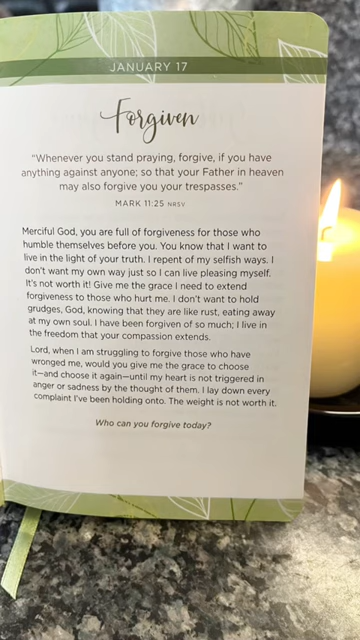 JANUARY 17
Forgiven
"Whenever you stand praying, forgive, if you have
anything against anyone; so that your Father in heaven
may also forgive you your trespasses."
MARK 11:25 NRSV
Merciful God, you are full of forgiveness for those who
humble themselves before you. You know that I want to
live in the light of your truth. I repent of my selfish ways. I
don't want my own way just so I can live pleasing myself.
It's not worth it! Give me the grace I need to extend
forgiveness to those who hurt me. I don't want to hold
grudges, God, knowing that they are like rust, eating away
at my own soul. I have been forgiven of so much; I live in
the freedom that your compassion extends.
Lord, when I am struggling to forgive those who have
wronged me, would you give me the grace to choose
it—and choose it again—until my heart is not triggered in
anger or sadness by the thought of them. I lay down every
complaint I've been holding onto. The weight is not worth it.
Who can you forgive today?